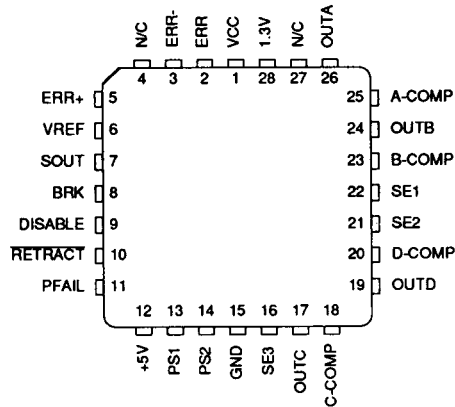 N/C ERR- ERR VCC 1.3V N/C OUTA
4 3 2 1 28 27 26
ERR+ 5 25 A-COMP
VREF 6 24 OUTB
SOUT 7 23 B-COMP
BRK 8 22 SE1
DISABLE 9 21 SE2
RETRACT 10 20 D-COMP
PFAIL 11 19 OUTD
12 13 14 15 16 17 18
+5V PS1 PS2 GND SE3 OUTC C-COMP